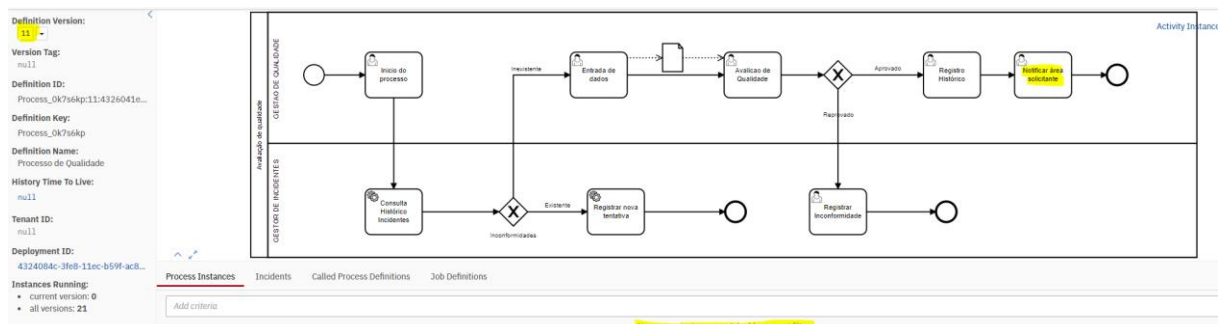 Definition Version:
11
Version Tag:
null
Definition ID:
Process_0k7s6kp:11:4326041e...
Definition Key:
Process_0k7s6kp
Definition Name:
Processo de Qualidade
History Time To Live:
null
Tenant ID:
null
Deployment ID:
4324084c-3fe8-11ec-b59f-ac8...
Instances Running:
current version: 0
all versions: 21
Activity Instance
Avaliação de qualidade
GESTAO DE QUALIDADE
Inicio do
processo
Inexistente
Entrada de
dados
Avalicao de
Qualidade
Aprovado
Reprovado
Registro
Histórico
Notificar área
solicitante
GESTOR DE INCIDENTES
Consulta
Histórico
Incidentes
Inconformidades
Existente
Registrar nova
tentativa
Registrar
Inconformidade
Process Instances
Incidents
Called Process Definitions
Job Definitions
Add criteria